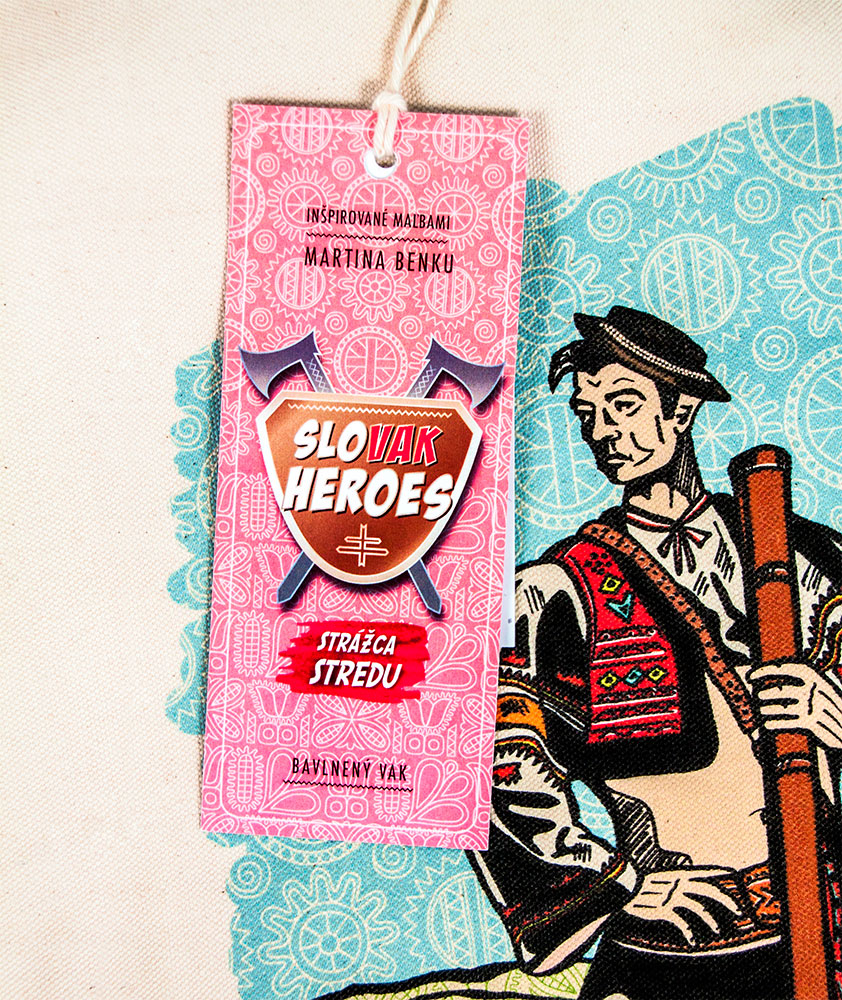 INŠPIROVANÉ MAĽBAMI
MARTINA BENKU
SLOVAK
HEROES
STRÁŽCA
STREDU
BAVLNENÝ VAK